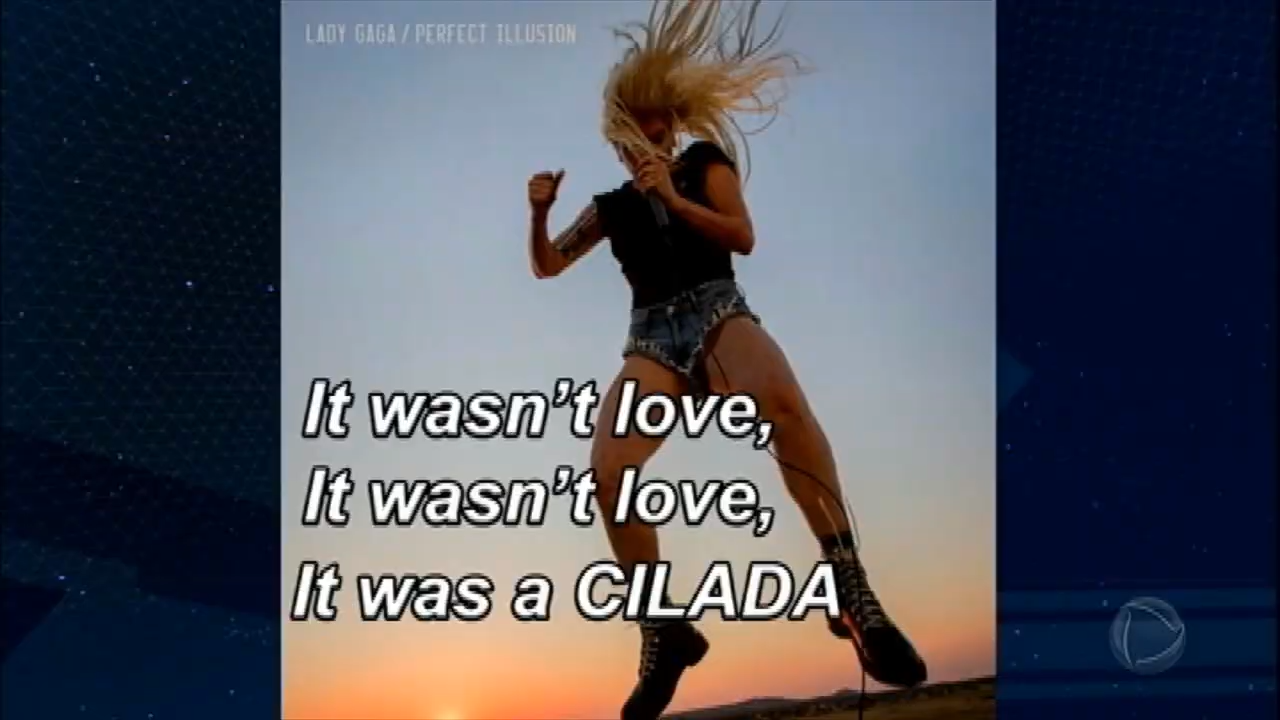 LADY GAGA / PERFECT ILLUSION
It wasn't love,
It wasn't love,
It was a CILADA